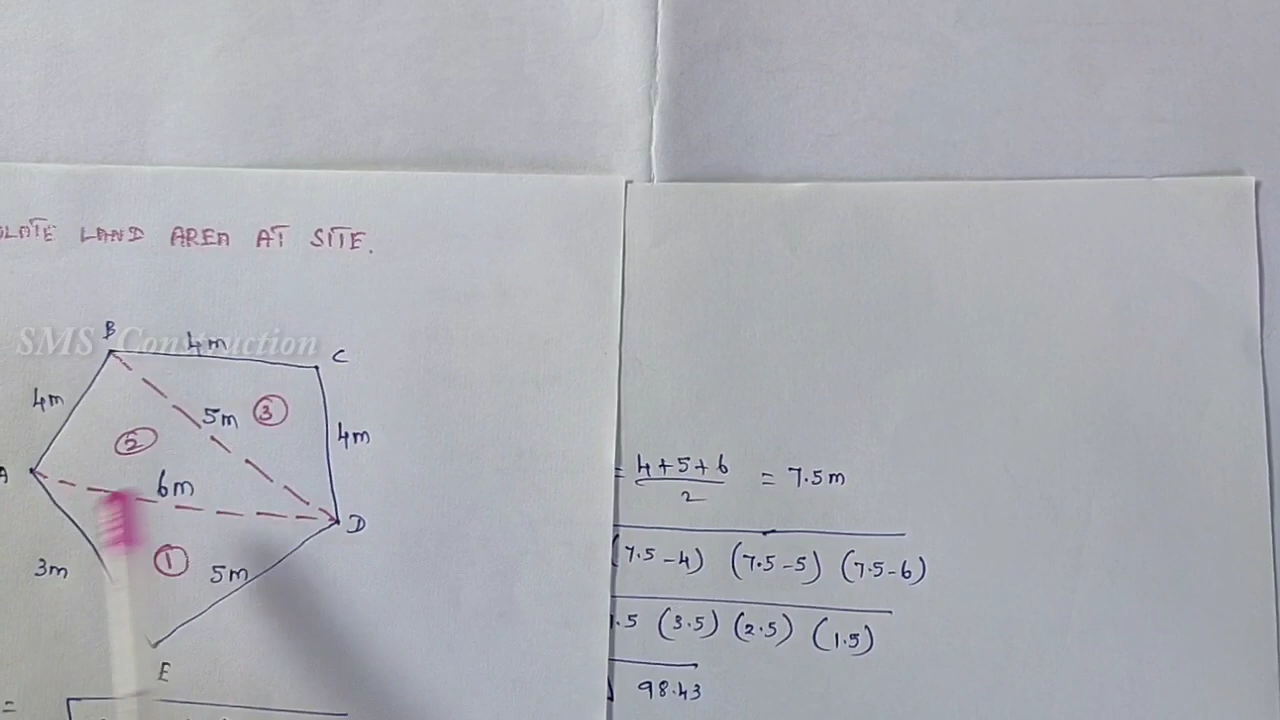 LAND AREA AT SITE.
SMS Construction
B
4m
C
4m
5m
3
4m
2
A
6m
D
1
3m
5m
E
=
= 4+5+6 / 2 = 7.5m
(7.5-4) (7.5-5) (7.5-6)
.5 (3.5) (2.5) (1.5)
98.43